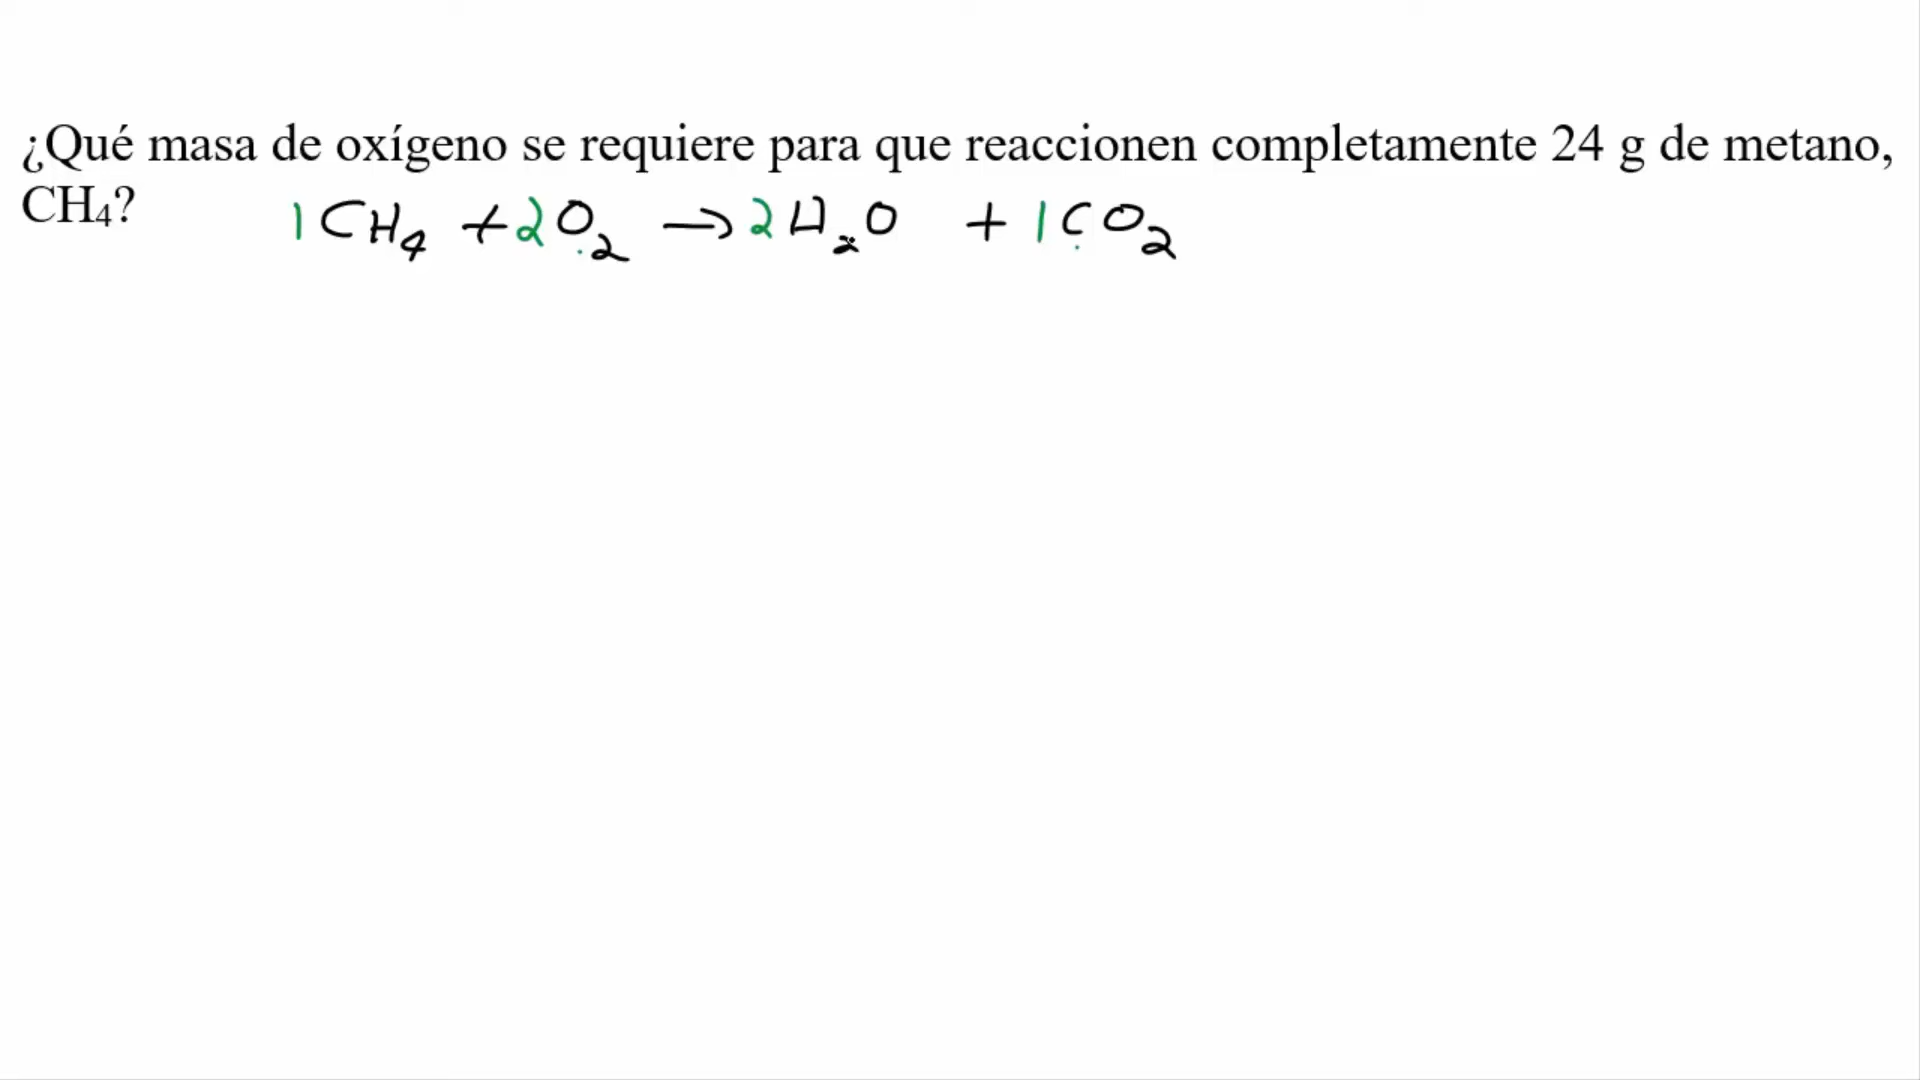 ¿Qué masa de oxígeno se requiere para que reaccionen completamente 24 g de metano,
CH₄? 1CH₄ + 2O₂ → 2H₂O + 1CO₂